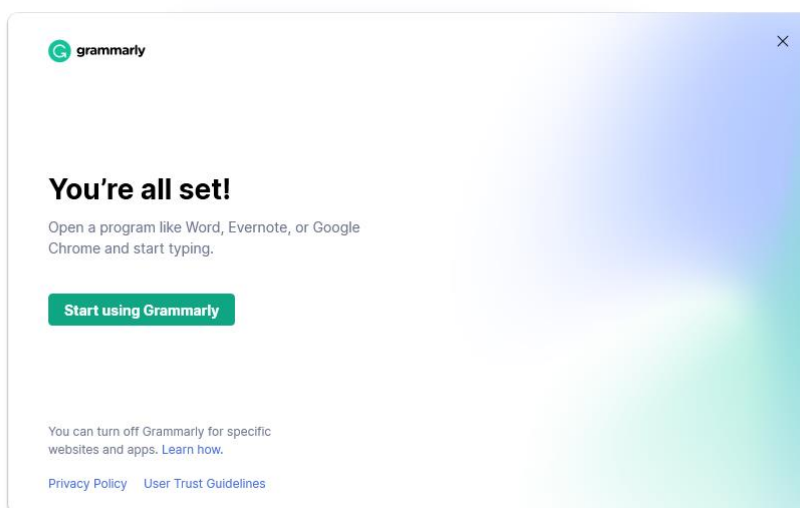 grammarly
You’re all set!
Open a program like Word, Evernote, or Google
Chrome and start typing.
Start using Grammarly
You can turn off Grammarly for specific
websites and apps. Learn how.
Privacy Policy User Trust Guidelines